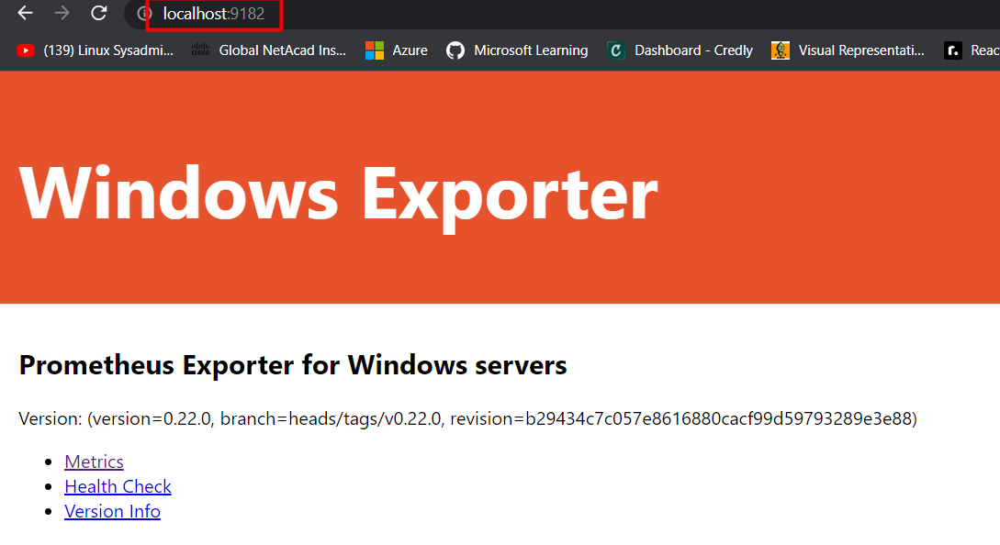 localhost:9182
(139) Linux Sysadmi... Global NetAcad Ins... Azure Microsoft Learning Dashboard - Credly Visual Representati... Reac
Windows Exporter
Prometheus Exporter for Windows servers
Version: (version=0.22.0, branch=heads/tags/v0.22.0, revision=b29434c7c057e8616880cacf99d59793289e3e88)
Metrics
Health Check
Version Info